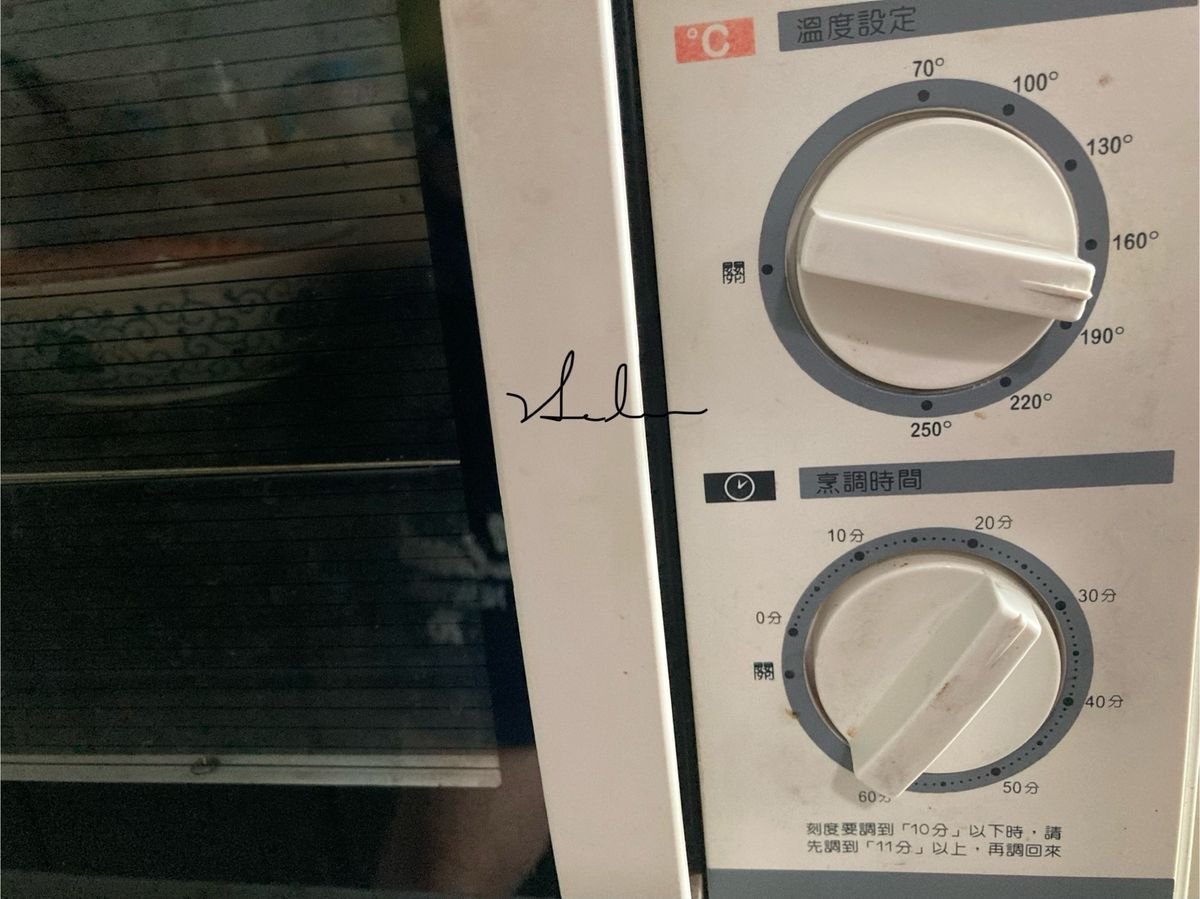 °C 溫度設定
70°
100°
130°
160°
190°
220°
250°
關
烹調時間
0分
10分
20分
30分
40分
50分
60分
關
刻度要調到「10分」以下時，請
先調到「11分」以上，再調回來